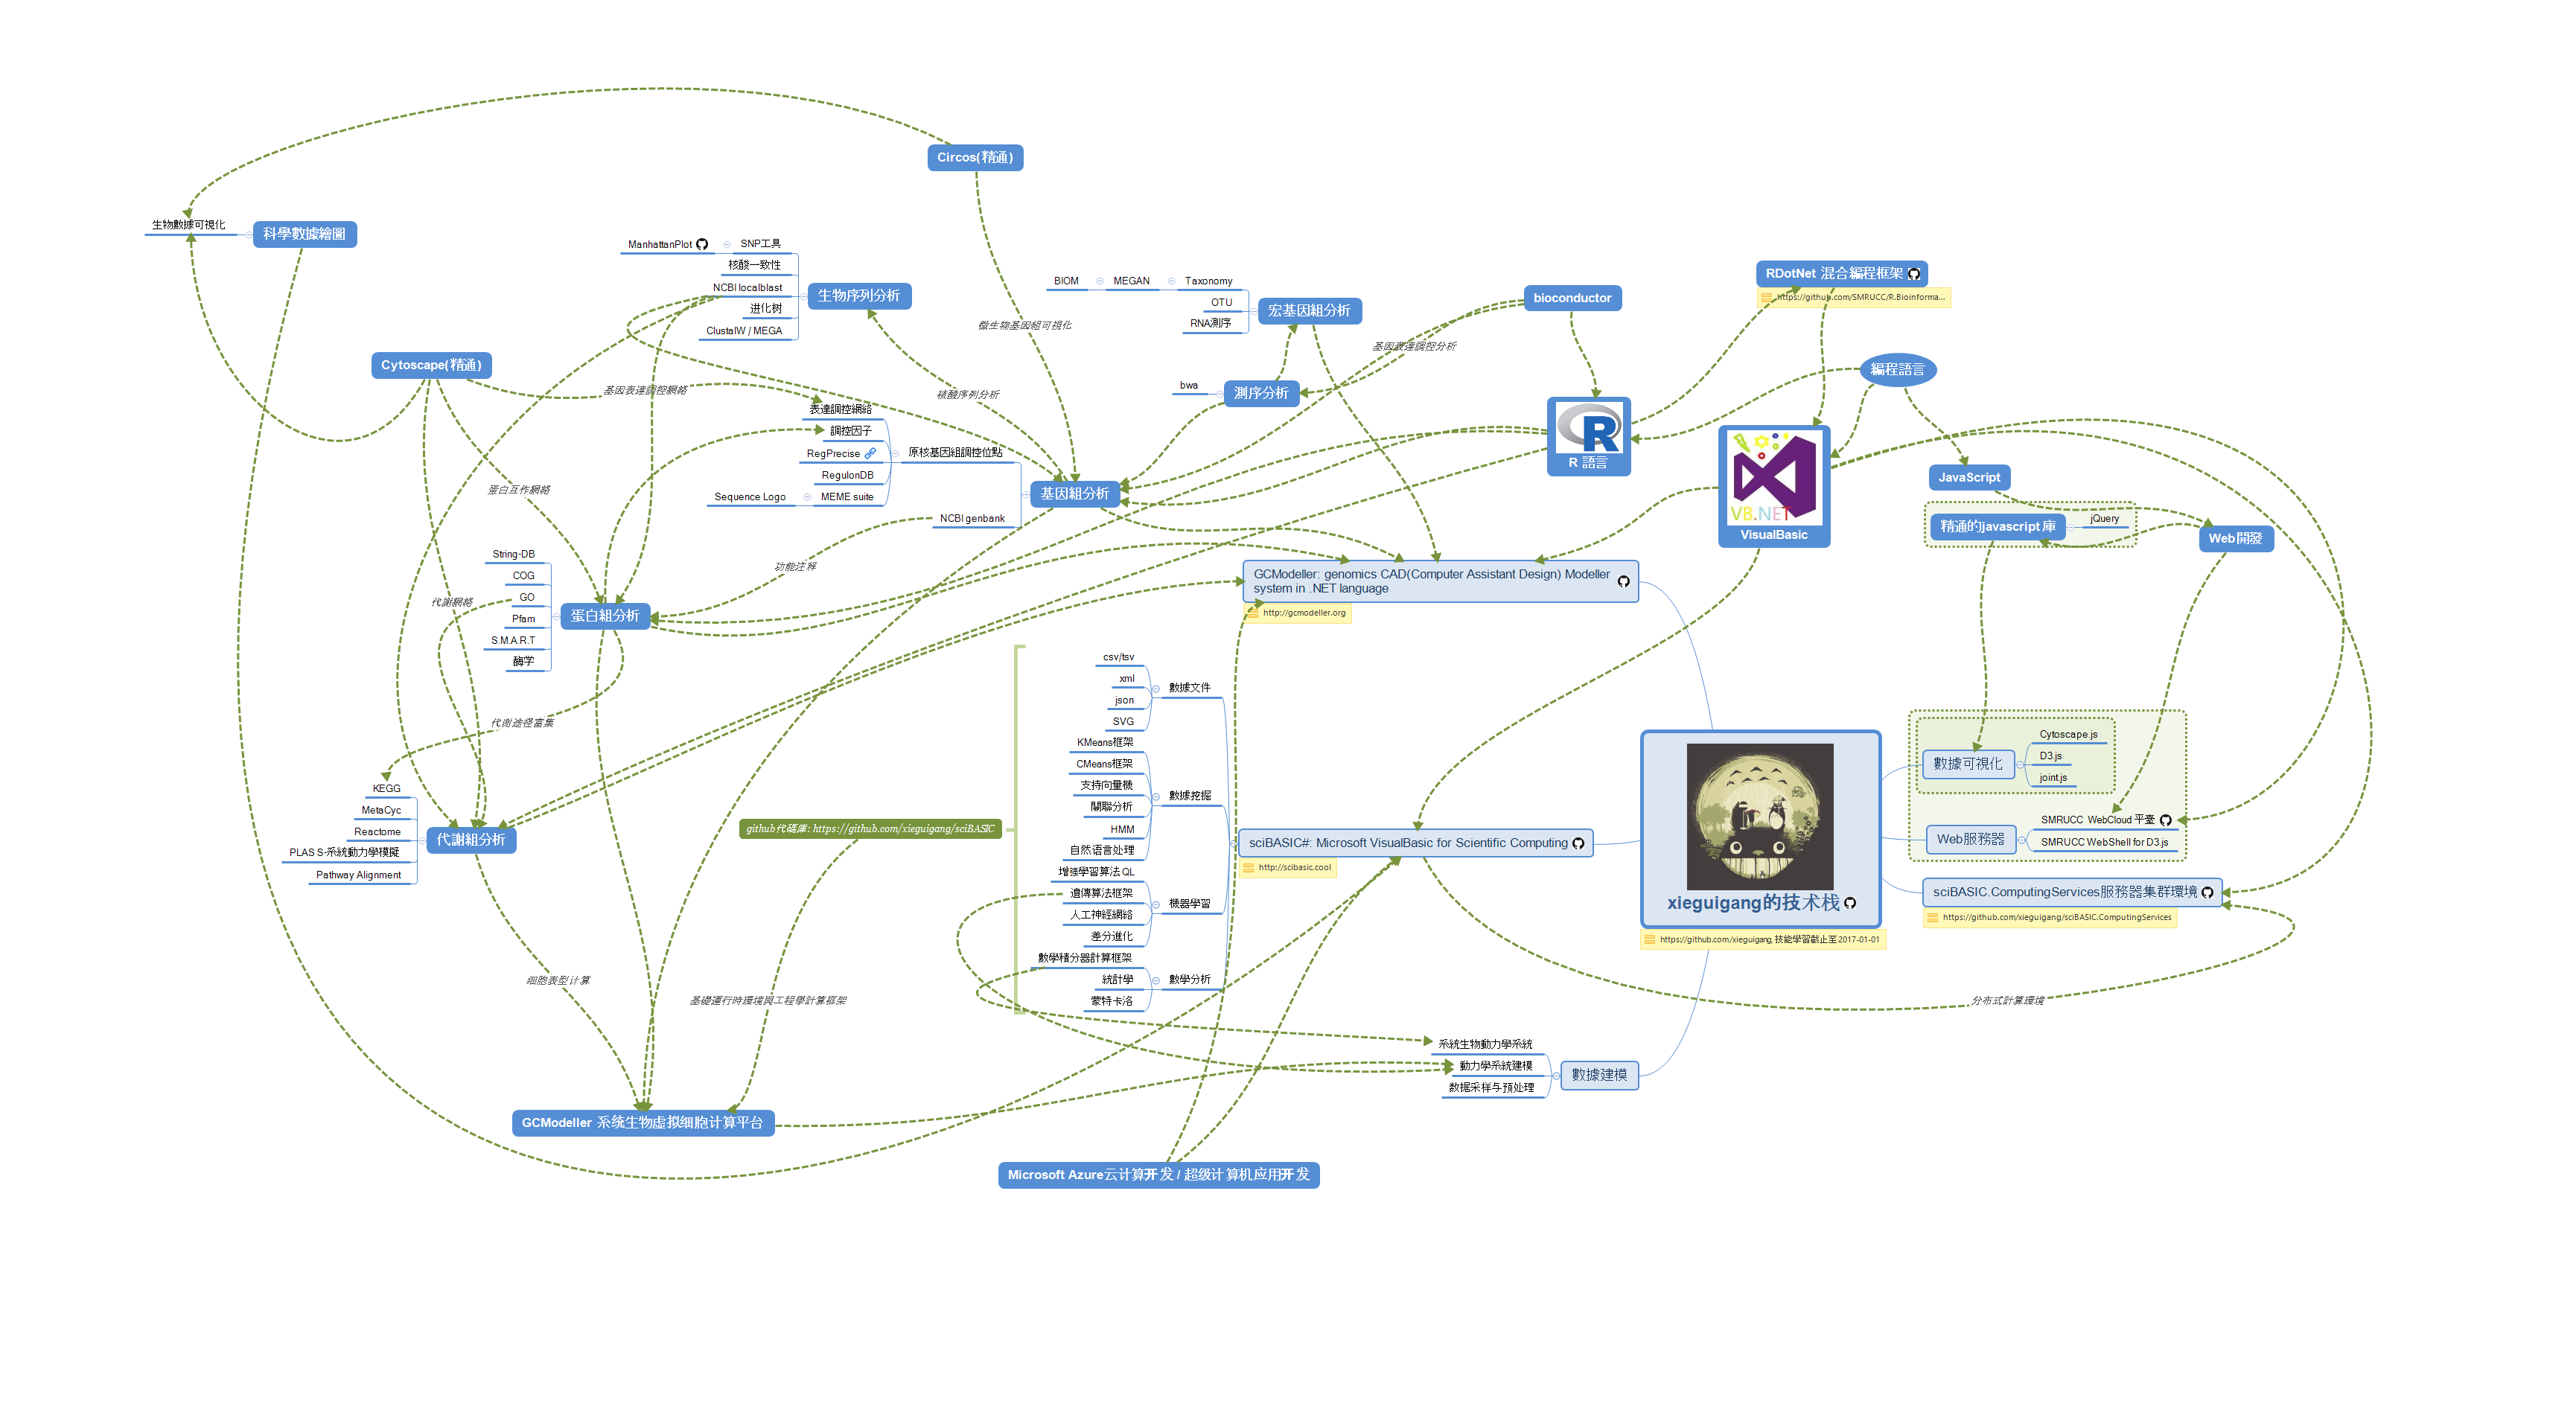 Circos(精通)
生物數據可視化
科學數據繪圖
ManhattanPlot
SNP工具
核酸一致性
NCBI localblast
进化树
ClustalW / MEGA
生物序列分析
微生物基因組可視化
BIOM
MEGAN
Taxonomy
OTU
RNA測序
宏基因組分析
bioconductor
RDotNet 混合編程框架
https://github.com/SMRUCC/R.Bioinforma...
基因表達調控分析
Cytoscape(精通)
基因表達調控網絡
核酸序列分析
bwa
測序分析
編程語言
R 語言
VB.NET
VisualBasic
表達調控網絡
調控因子
RegPrecise
RegulonDB
Sequence Logo
MEME suite
原核基因組調控位點
NCBI genbank
基因組分析
JavaScript
精通的javascript 庫
jQuery
Web開發
蛋白互作網絡
功能注釋
String-DB
COG
GO
Pfam
S.M.A.R.T
酶学
蛋白組分析
代謝網絡
GCModeller: genomics CAD(Computer Assistant Design) Modeller
system in .NET language
http://gcmodeller.org
代谢途径富集
csv/tsv
xml
json
SVG
數據文件
KMeans框架
CMeans框架
支持向量機
關聯分析
HMM
自然语言处理
數據挖掘
增强學習算法 QL
遺傳算法框架
人工神經網絡
差分進化
機器學習
數學積分器計算框架
統計學
蒙特卡洛
數學分析
KEGG
MetaCyc
Reactome
PLAS S-系統動力學模擬
Pathway Alignment
代謝組分析
github代碼庫: https://github.com/xieguigang/sciBASIC
sciBASIC#: Microsoft VisualBasic for Scientific Computing
http://scibasic.cool
xieguigang的技术栈
https://github.com/xieguigang, 技能學習截止至 2017-01-01
數據可視化
Cytoscape.js
D3.js
joint.js
Web服務器
SMRUCC WebCloud 平臺
SMRUCC WebShell for D3.js
sciBASIC.ComputingServices服務器集群環境
https://github.com/xieguigang/sciBASIC.ComputingServices
细胞表型计算
基礎運行時環境與工程學計算框架
分布式計算環境
系統生物動力學系統
動力學系統建模
数据采样与预处理
數據建模
GCModeller 系统生物虚拟细胞计算平台
Microsoft Azure云计算开发 / 超级计算机应用开发